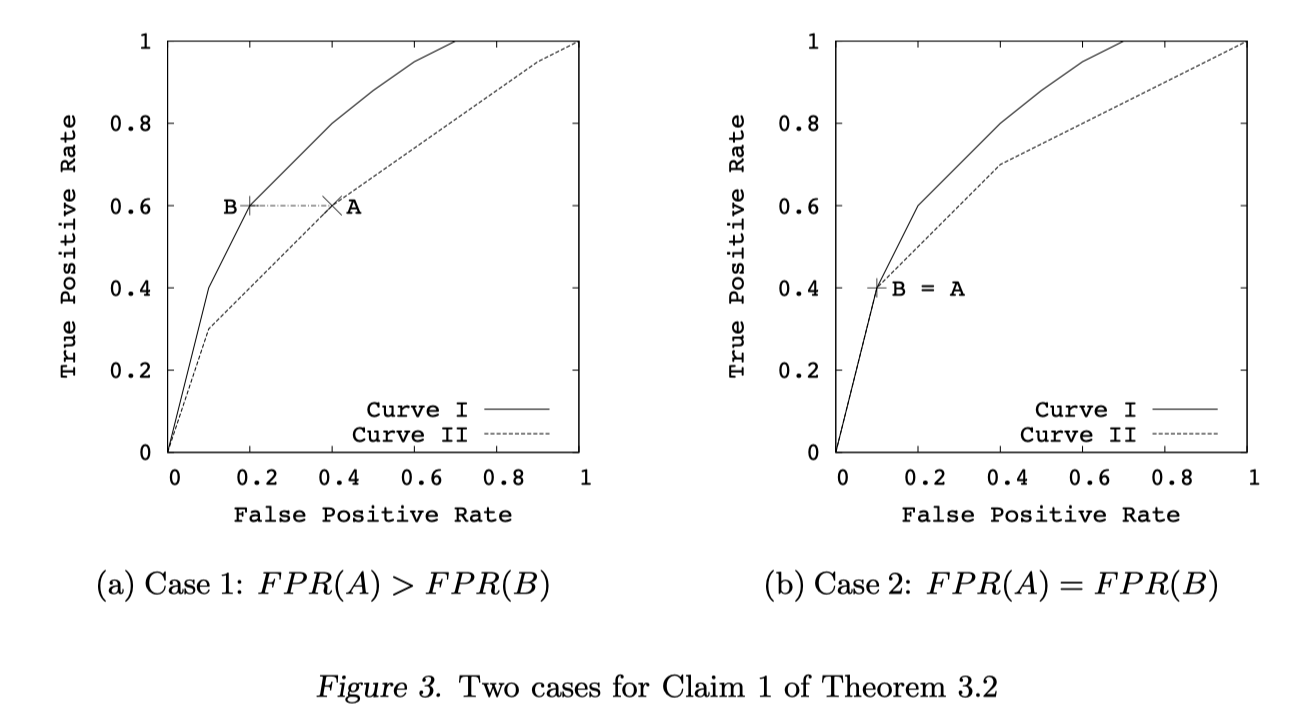 1
0.8
0.6
0.4
0.2
0
True Positive Rate
B
A
Curve I
Curve II
0 0.2 0.4 0.6 0.8 1
False Positive Rate
(a) Case 1: FPR(A) > FPR(B)
1
0.8
0.6
0.4
0.2
0
True Positive Rate
B = A
Curve I
Curve II
0 0.2 0.4 0.6 0.8 1
False Positive Rate
(b) Case 2: FPR(A) = FPR(B)
Figure 3. Two cases for Claim 1 of Theorem 3.2